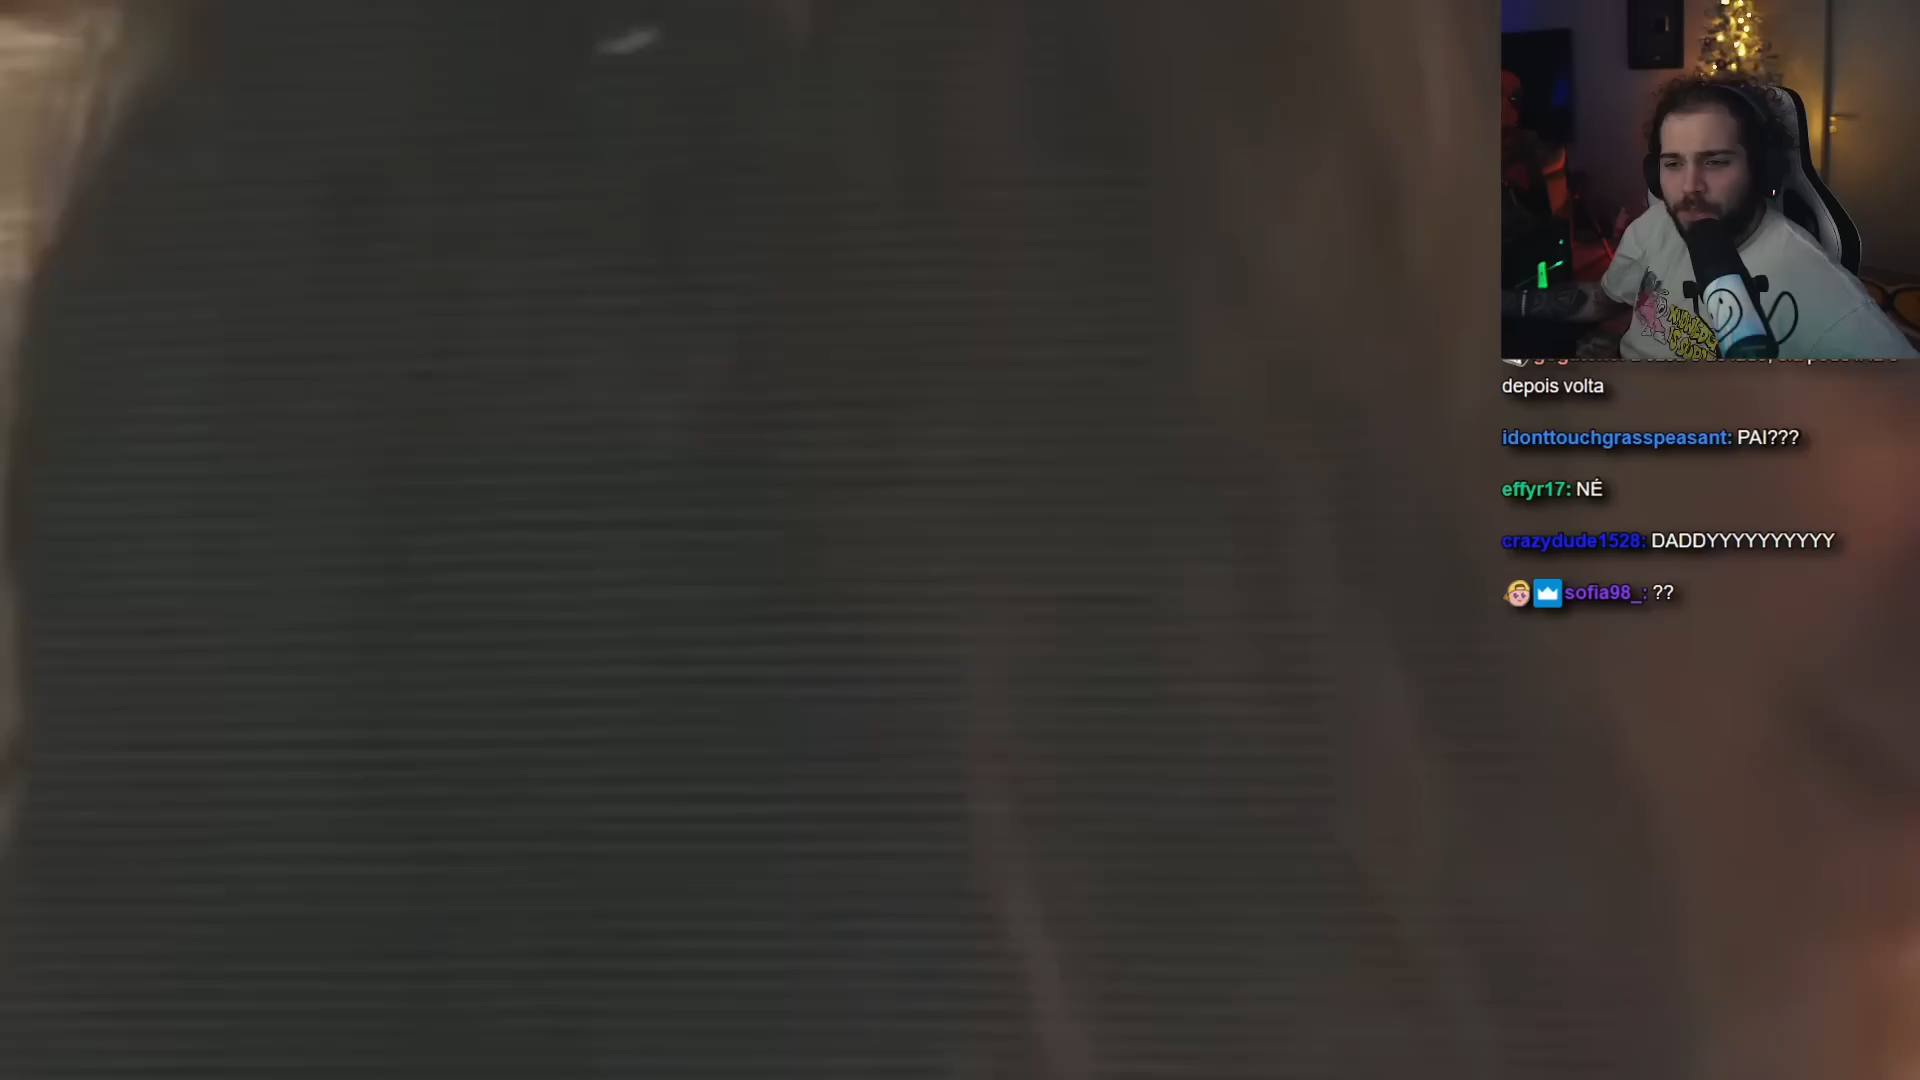 depois volta
idonttouchgrasspeasant: PAI???
effyr17: NÉ
crazydude1528: DADDYYYYYYYYYY
sofia98_: ??